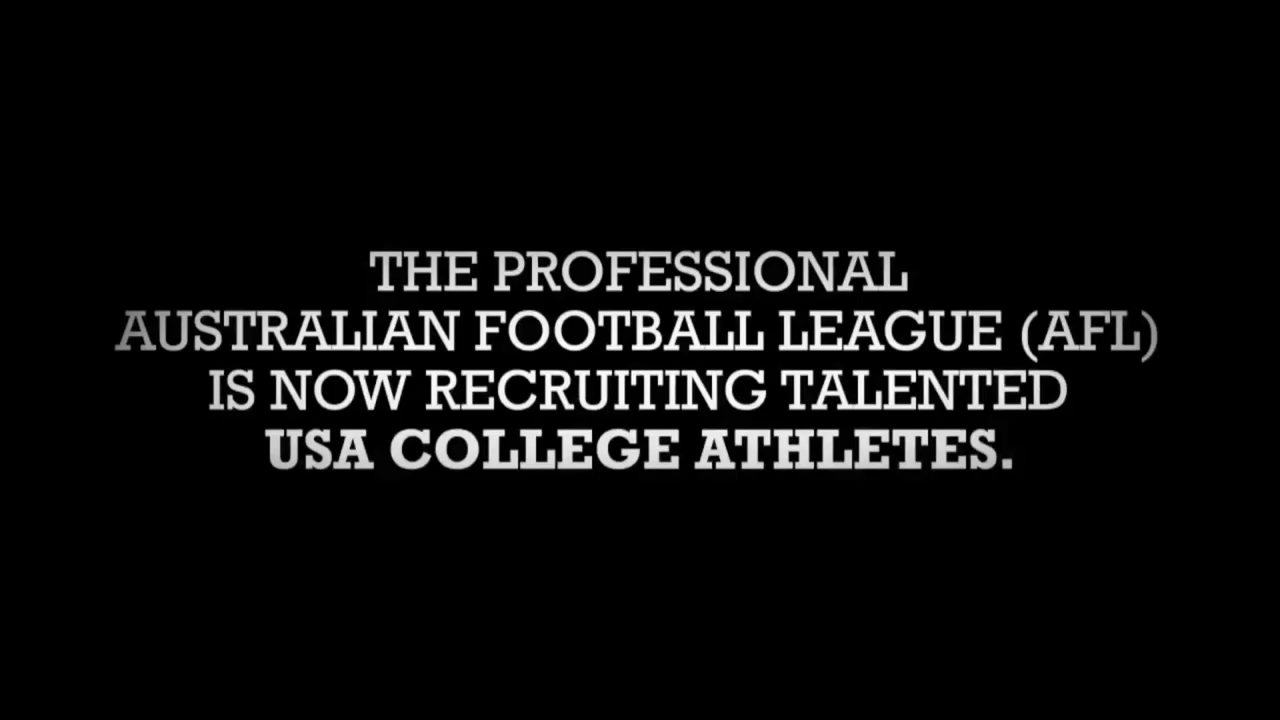 THE PROFESSIONAL
AUSTRALIAN FOOTBALL LEAGUE (AFL)
IS NOW RECRUITING TALENTED
USA COLLEGE ATHLETES.